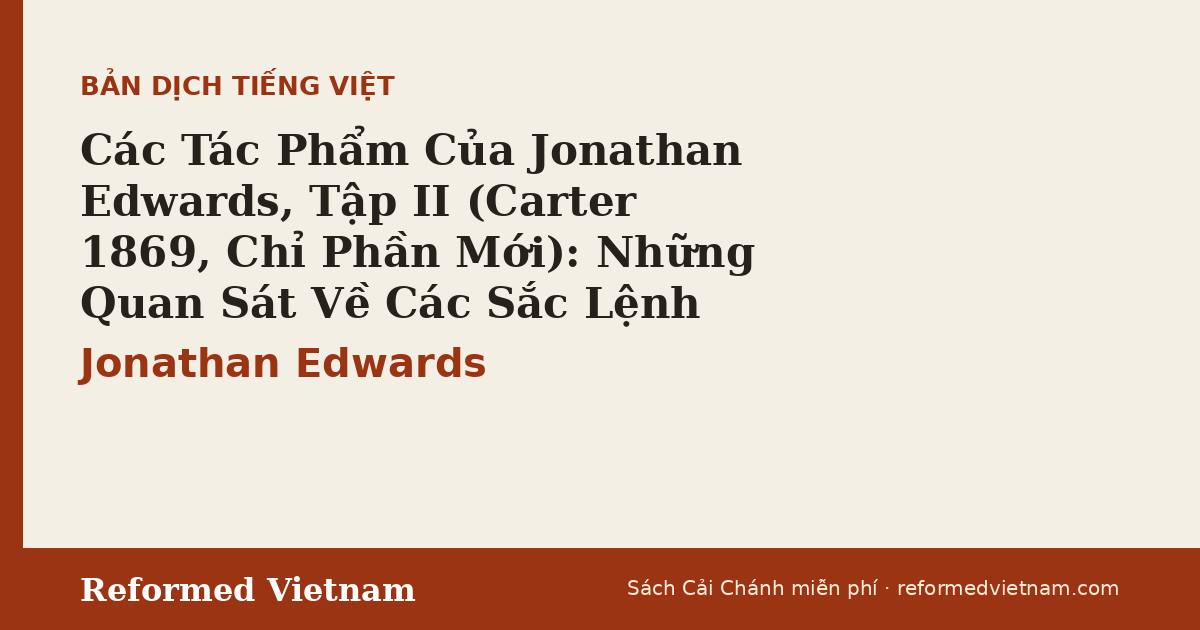 BẢN DỊCH TIẾNG VIỆT
Các Tác Phẩm Của Jonathan
Edwards, Tập II (Carter
1869, Chỉ Phần Mới): Những
Quan Sát Về Các Sắc Lệnh
Jonathan Edwards
Reformed Vietnam
Sách Cải Chánh miễn phí · reformedvietnam.com